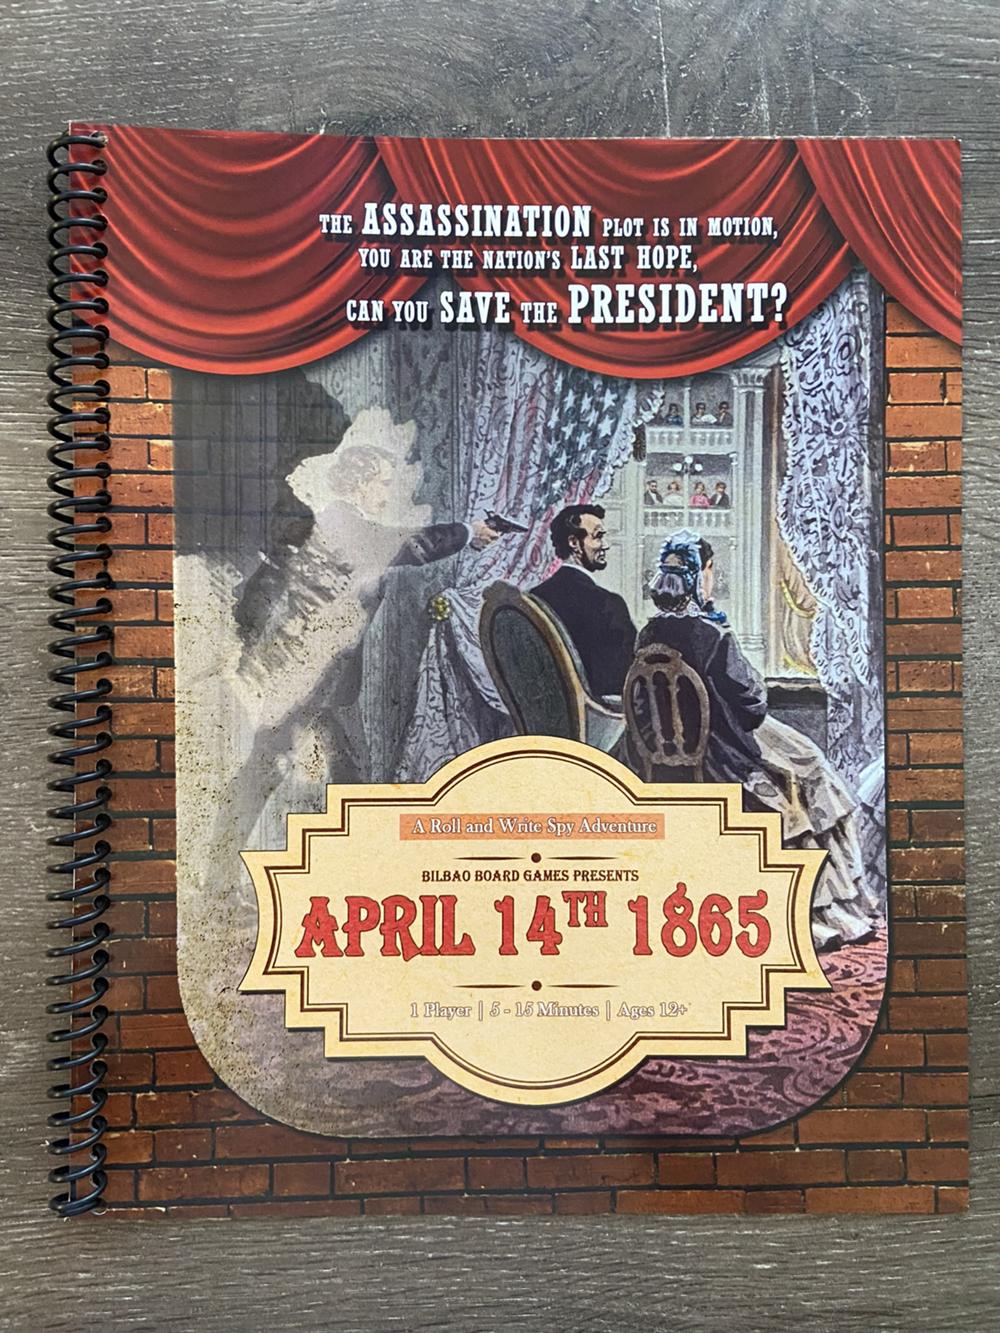 THE ASSASSINATION PLOT IS IN MOTION,
YOU ARE THE NATION'S LAST HOPE,
CAN YOU SAVE THE PRESIDENT?
A Roll and Write Spy Adventure
BILBAO BOARD GAMES PRESENTS
APRIL 14TH 1865
1 Player | 5 - 15 Minutes | Ages 12+